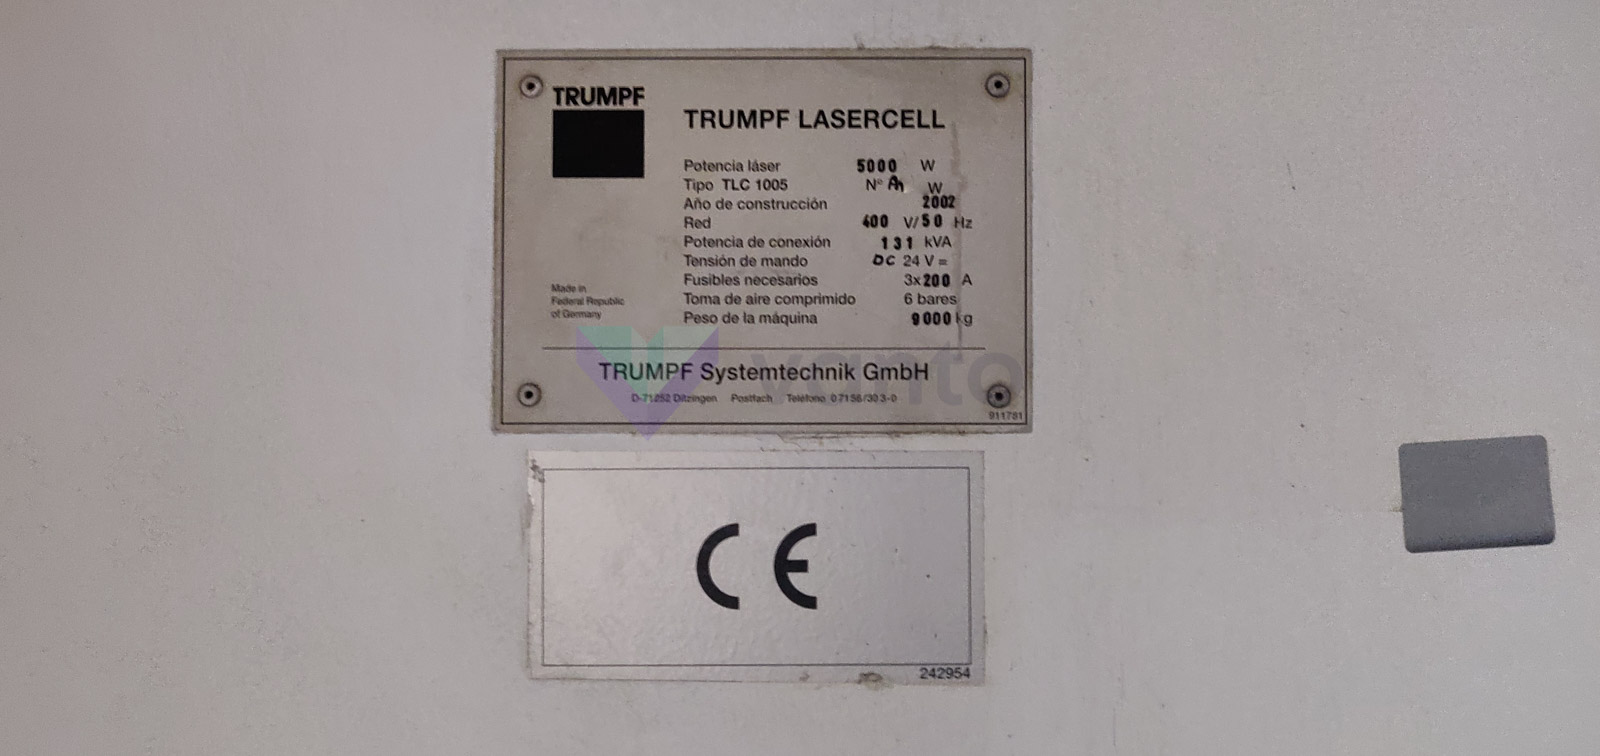 TRUMPF
TRUMPF LASERCELL
Potencia láser 5000 W
Tipo TLC 1005 N° W
Año de construcción 2002
Red 400 V/50 Hz
Potencia de conexión 131 kVA
Tensión de mando DC 24 V =
Fusibles necesarios 3x200 A
Toma de aire comprimido 6 bares
Peso de la máquina 9000 kg
Made in
Federal Republic
of Germany
vanto
TRUMPF Systemtechnik GmbH
D-71252 Ditzingen Postfach Teléfono 07156/303-0
911781
CE
242954